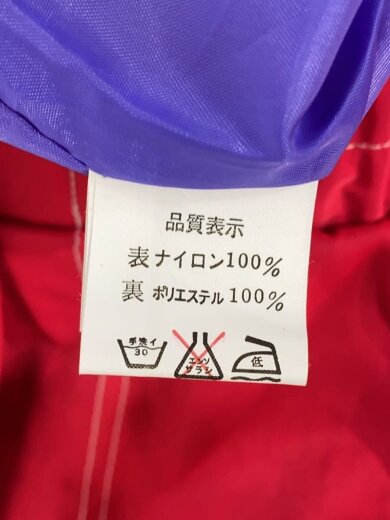 品質表示
表 ナイロン100%
裏 ポリエステル100%
手洗イ
30
エンソ
サラシ
低